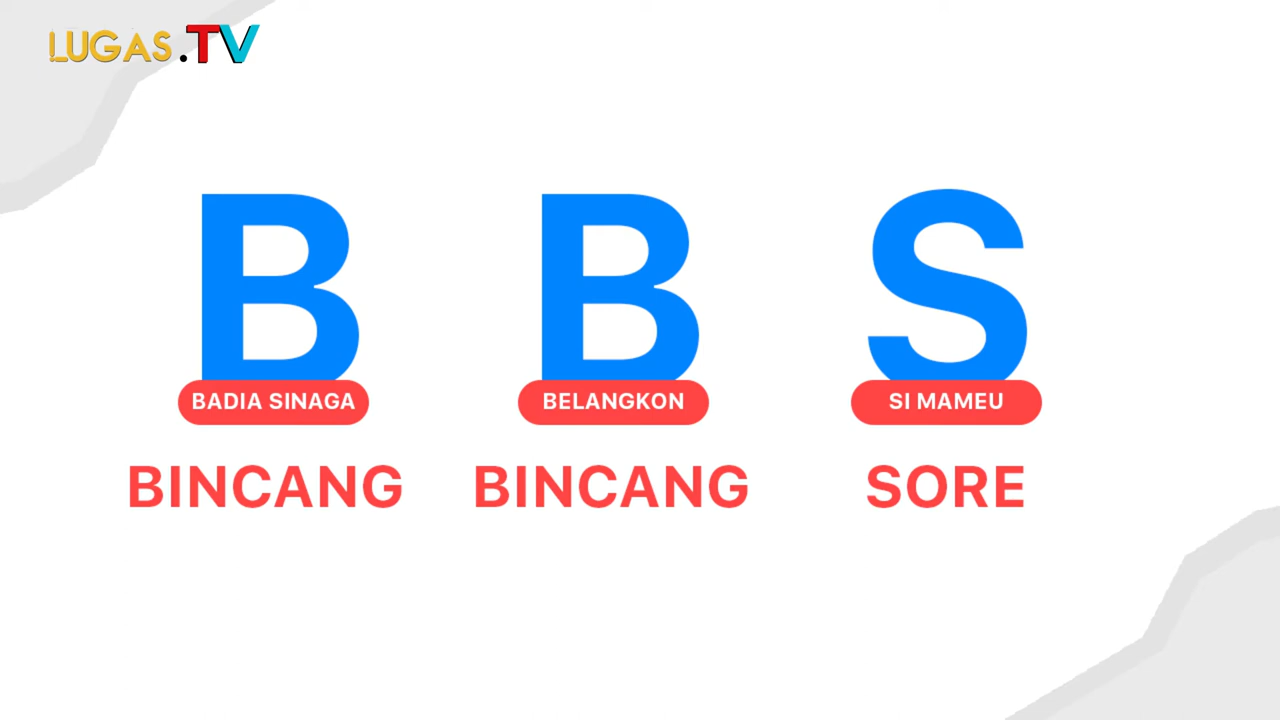 LUGAS.TV
B B S
BADIA SINAGA BELANGKON SI MAMEU
BINCANG BINCANG SORE